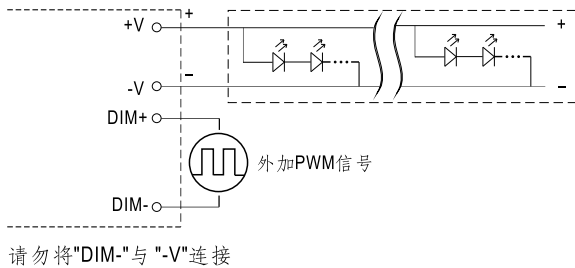 +V +
+
-V −
−
DIM+
外加PWM信号
DIM-
请勿将"DIM-"与 "-V"连接